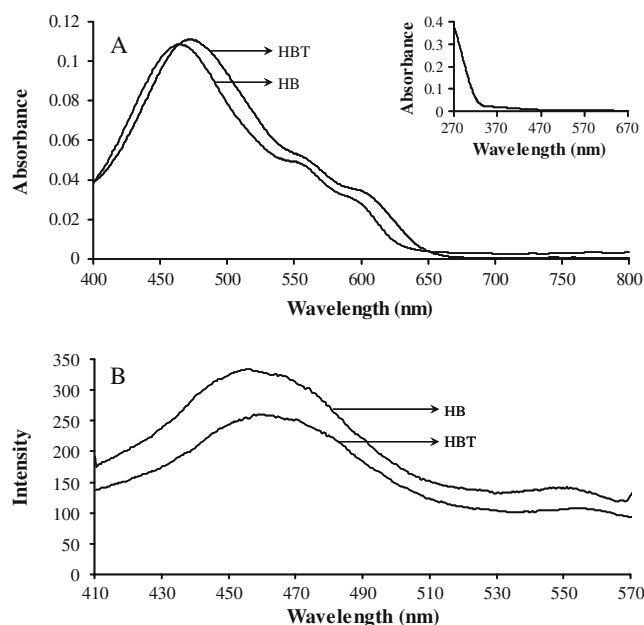 A
HBT
HB
Absorbance
0.12
0.1
0.08
0.06
0.04
0.02
0
400 450 500 550 600 650 700 750 800
Wavelength (nm)
Absorbance
0.4
0.3
0.2
0.1
0
270 370 470 570 670
Wavelength (nm)
B
HB
HBT
Intensity
350
300
250
200
150
100
50
0
410 430 450 470 490 510 530 550 570
Wavelength (nm)